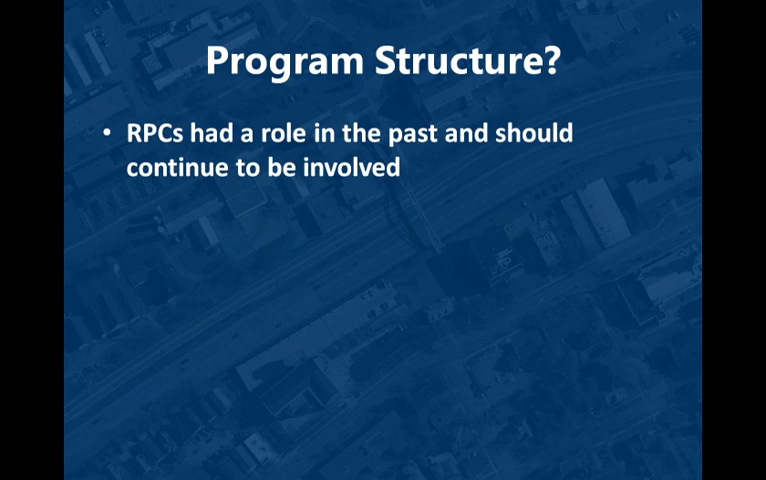 Program Structure?
• RPCs had a role in the past and should
continue to be involved